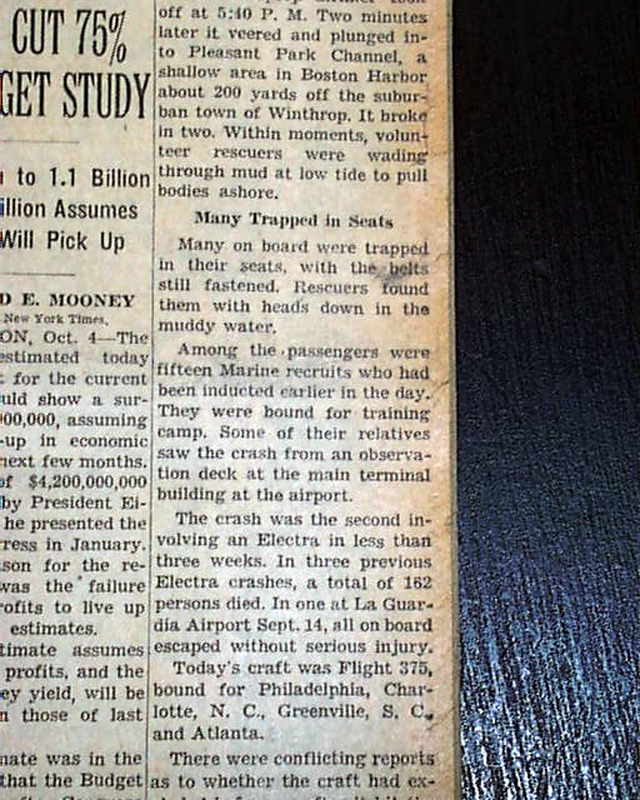 CUT 75%
GET STUDY
to 1.1 Billion
illion Assumes
Will Pick Up
D E. MOONEY
New York Times.
ON, Oct. 4—The
estimated today
for the current
uld show a sur-
00,000, assuming
-up in economic
next few months.
of $4,200,000,000
by President Ei-
he presented the
ress in January.
son for the re-
was the failure
rofits to live up
estimates.
timate assumes
profits, and the
ey yield, will be
n those of last
mate was in the
that the Budget
off at 5:40 P. M. Two minutes
later it veered and plunged in-
to Pleasant Park Channel, a
shallow area in Boston Harbor
about 200 yards off the subur-
ban town of Winthrop. It broke
in two. Within moments, volun-
teer rescuers were wading
through mud at low tide to pull
bodies ashore.
Many Trapped in Seats
Many on board were trapped
in their seats, with the belts
still fastened. Rescuers found
them with heads down in the
muddy water.
Among the passengers were
fifteen Marine recruits who had
been inducted earlier in the day.
They were bound for training
camp. Some of their relatives
saw the crash from an observa-
tion deck at the main terminal
building at the airport.
The crash was the second in-
volving an Electra in less than
three weeks. In three previous
Electra crashes, a total of 162
persons died. In one at La Guar-
dia Airport Sept. 14, all on board
escaped without serious injury.
Today's craft was Flight 375,
bound for Philadelphia, Char-
lotte, N. C., Greenville, S. C.,
and Atlanta.
There were conflicting reports
as to whether the craft had ex-